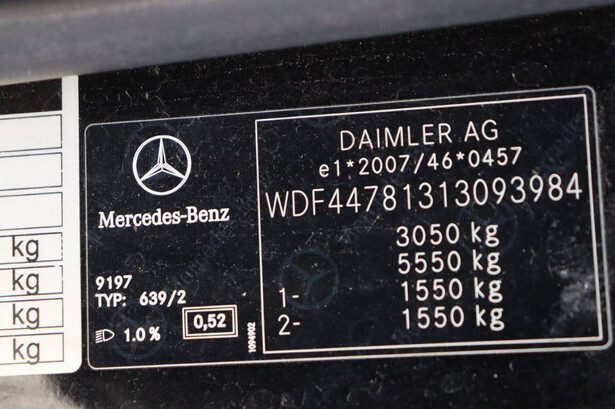 kg
kg
kg
kg
Mercedes-Benz
9197
TYP: 639/2
1.0 %
0,52
1094902
DAIMLER AG
e1*2007/46*0457
WDF44781313093984
3050 kg
5550 kg
1- 1550 kg
2- 1550 kg